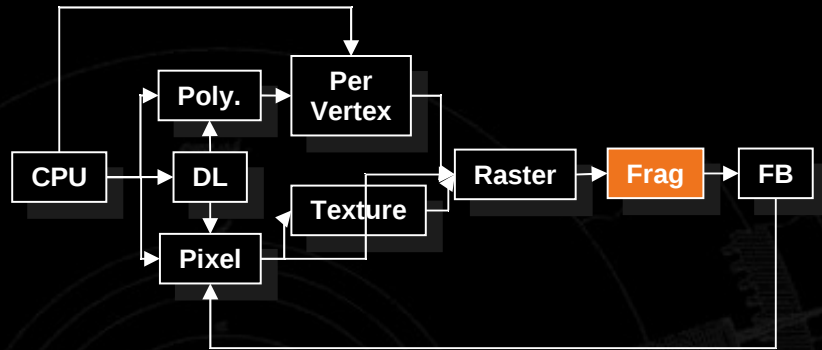 Per
Vertex
Poly.
CPU
DL
Raster
Frag
FB
Texture
Pixel